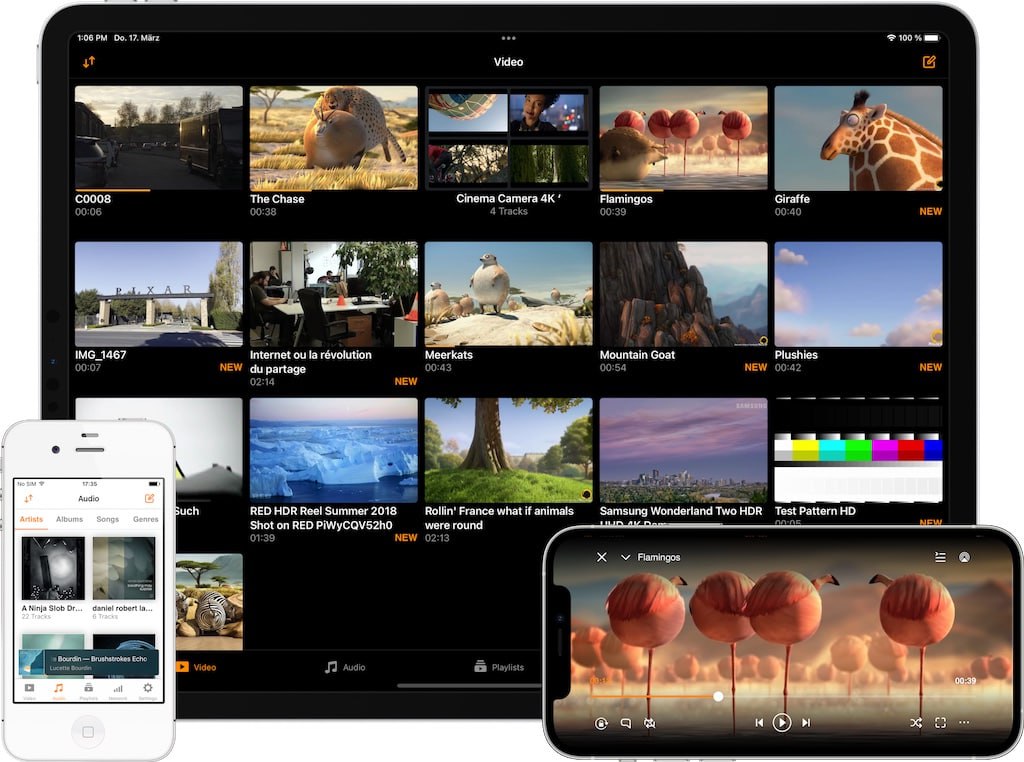 1:06 PM Do. 17. März
100 %
Video
C0008
00:06
The Chase
00:38
Cinema Camera 4K
4 Tracks
Flamingos
00:39
Giraffe
00:40
NEW
PIXAR
IMG_1467
00:07
NEW
Internet ou la révolution
du partage
02:14
NEW
Meerkats
00:43
Mountain Goat
00:54
NEW
Plushies
00:42
NEW
Such
RED HDR Reel Summer 2018
Shot on RED PiWyCQV52h0
01:39
NEW
Rollin' France what if animals
were round
02:13
SAMSUNG
Samsung Wonderland Two HDR
UHD 4K Demo
Test Pattern HD
00:05
NEW
Video
Audio
Playlists
No SIM
17:35
Audio
Artists
Albums
Songs
Genres
A Ninja Slob Dr...
22 Tracks
daniel robert la...
6 Tracks
Bourdin — Brushstrokes Echo
Lucette Bourdin
Video
Audio
Playlists
Network
Settings
Flamingos
00:39